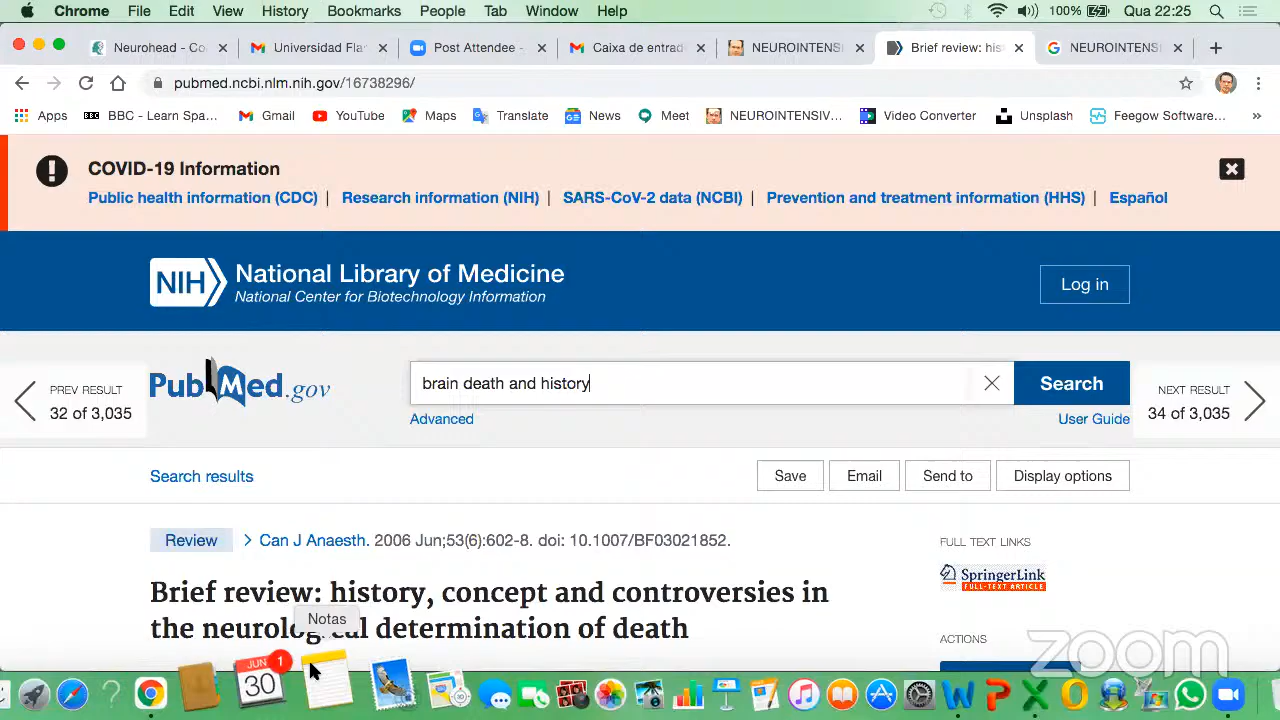 Chrome File Edit View History Bookmarks People Tab Window Help 100% Qua 22:25
Neurohead - Co Universidad Flar Post Attendee - Caixa de entrad NEUROINTENSI Brief review: his NEUROINTENSI
pubmed.ncbi.nlm.nih.gov/16738296/
Apps BBC BBC - Learn Spa... Gmail YouTube Maps Translate News Meet NEUROINTENSIV... Video Converter Unsplash Feegow Software... »
COVID-19 Information
Public health information (CDC) | Research information (NIH) | SARS-CoV-2 data (NCBI) | Prevention and treatment information (HHS) | Español
NIH National Library of Medicine
National Center for Biotechnology Information
Log in
PREV RESULT
32 of 3,035
PubMed.gov
brain death and history
Search
NEXT RESULT
34 of 3,035
Advanced
User Guide
Search results
Save Email Send to Display options
Review > Can J Anaesth. 2006 Jun;53(6):602-8. doi: 10.1007/BF03021852.
FULL TEXT LINKS
SpringerLink
FULL-TEXT ARTICLE
Brief review: history, concept and controversies in
the neurological determination of death
Notas
ACTIONS
zoom
JUN 1
30